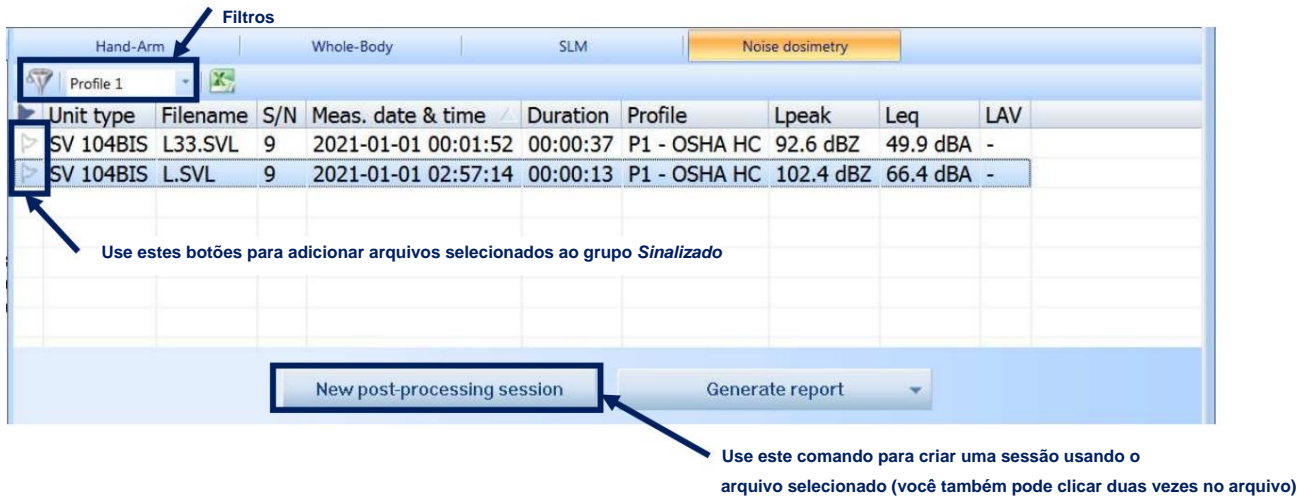 Filtros
Hand-Arm Whole-Body SLM Noise dosimetry
Profile 1
Unit type Filename S/N Meas. date & time Duration Profile Lpeak Leq LAV
SV 104BIS L33.SVL 9 2021-01-01 00:01:52 00:00:37 P1 - OSHA HC 92.6 dBZ 49.9 dBA -
SV 104BIS L.SVL 9 2021-01-01 02:57:14 00:00:13 P1 - OSHA HC 102.4 dBZ 66.4 dBA -
Use estes botões para adicionar arquivos selecionados ao grupo Sinalizado
New post-processing session Generate report
Use este comando para criar uma sessão usando o
arquivo selecionado (você também pode clicar duas vezes no arquivo)